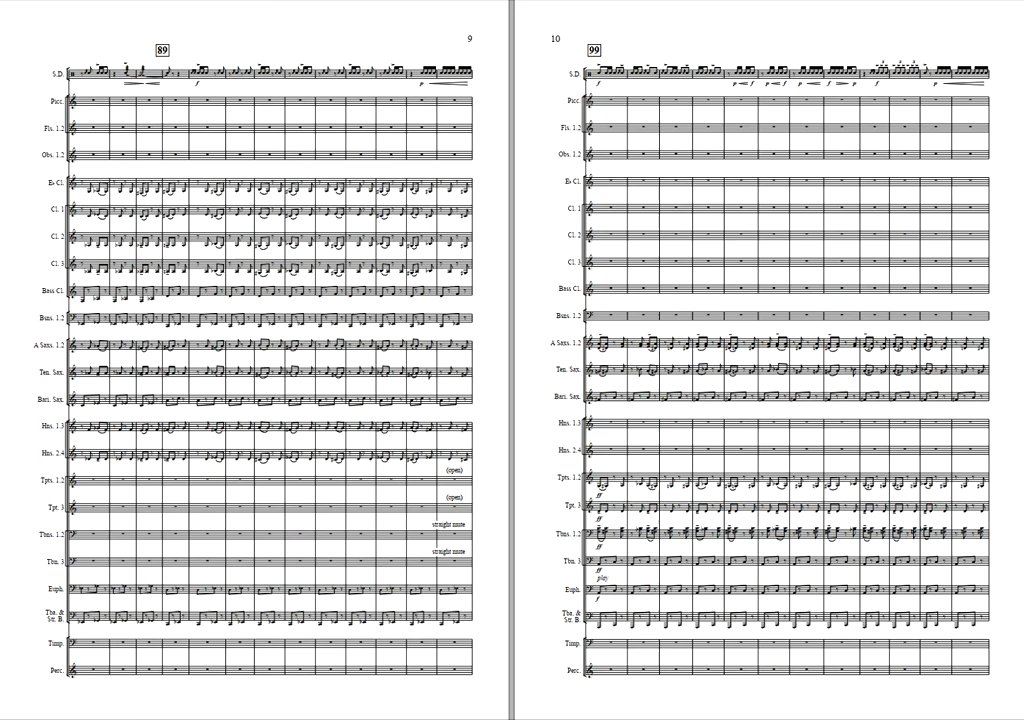 9
89
S.D.
f
p
Picc.
Fls. 1.2
Obs. 1.2
E♭ Cl.
Cl. 1
Cl. 2
Cl. 3
Bass Cl.
Bsns. 1.2
A Saxs. 1.2
Ten. Sax.
Bari. Sax.
Hns. 1.3
Hns. 2.4
(open)
Tpts. 1.2
(open)
Tpt. 3
straight mute
Tbns. 1.2
straight mute
Tbn. 3
Euph.
Tba. &
Str. B.
Timp.
Perc.
10
99
S.D.
f p f p f p f p f p
Picc.
Fls. 1.2
Obs. 1.2
E♭ Cl.
Cl. 1
Cl. 2
Cl. 3
Bass Cl.
Bsns. 1.2
A Saxs. 1.2
Ten. Sax.
Bari. Sax.
Hns. 1.3
Hns. 2.4
Tpts. 1.2
ff
Tpt. 3
ff
Tbns. 1.2
ff
Tbn. 3
ff
play
Euph.
f
Tba. &
Str. B.
Timp.
Perc.